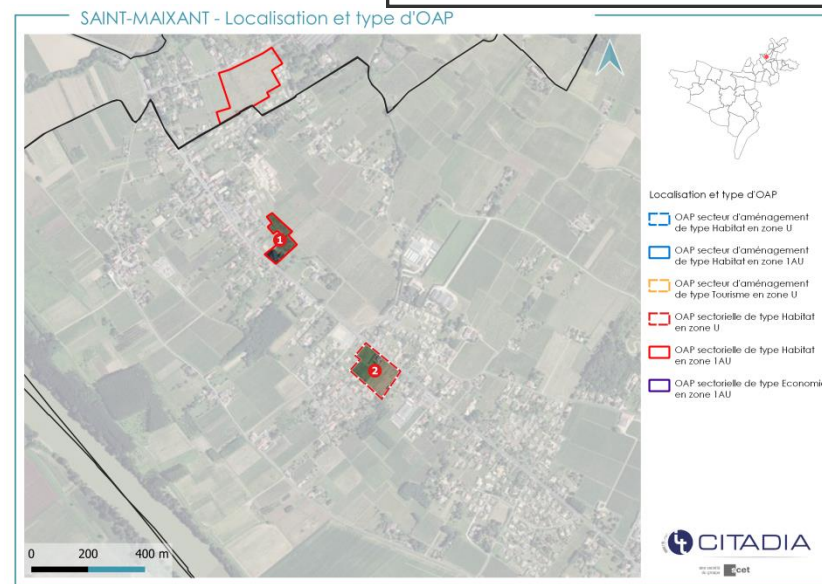 SAINT-MAIXANT - Localisation et type d'OAP
1
2
0 200 400 m
Localisation et type d'OAP
OAP secteur d'aménagement
de type Habitat en zone U
OAP secteur d'aménagement
de type Habitat en zone 1AU
OAP secteur d'aménagement
de type Tourisme en zone U
OAP sectorielle de type Habitat
en zone U
OAP sectorielle de type Habitat
en zone 1AU
OAP sectorielle de type Economie
en zone 1AU
CITADIA
scet